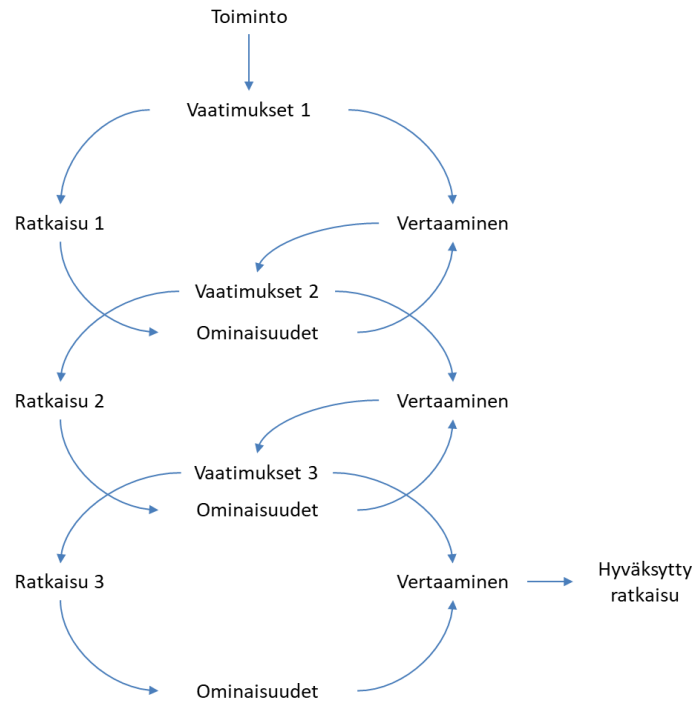 Toiminto
Vaatimukset 1
Ratkaisu 1
Vertaaminen
Vaatimukset 2
Ominaisuudet
Ratkaisu 2
Vertaaminen
Vaatimukset 3
Ominaisuudet
Ratkaisu 3
Vertaaminen
Hyväksytty
ratkaisu
Ominaisuudet